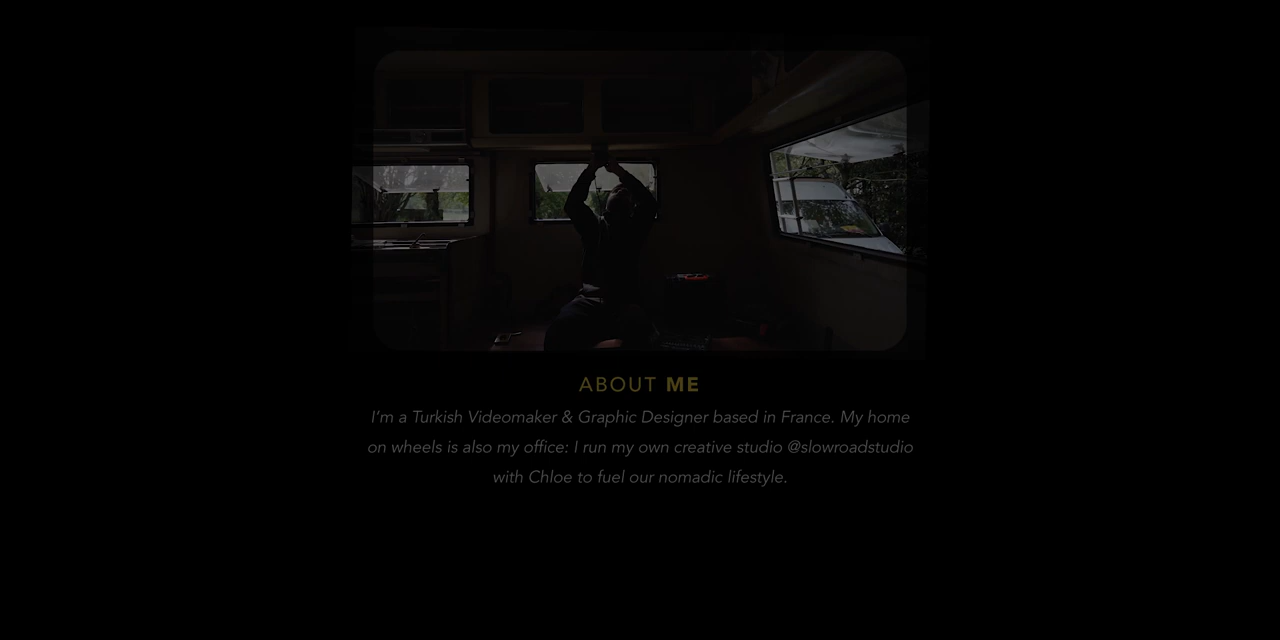 ABOUT ME
I'm a Turkish Videomaker & Graphic Designer based in France. My home
on wheels is also my office: I run my own creative studio @slowroadstudio
with Chloe to fuel our nomadic lifestyle.